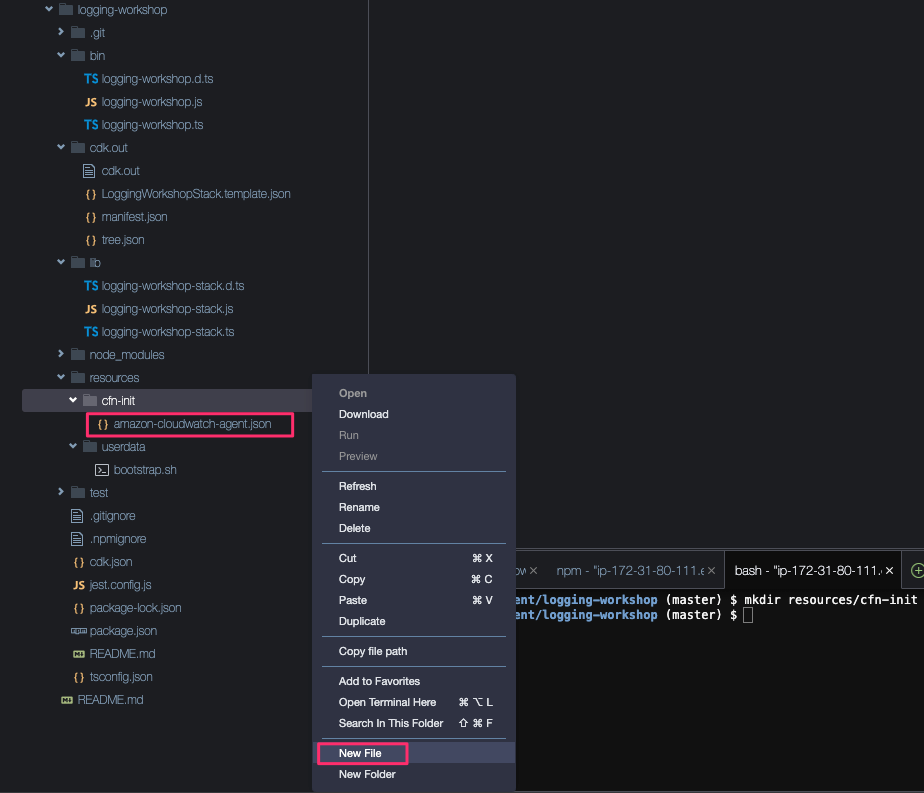 logging-workshop
.git
bin
TS logging-workshop.d.ts
JS logging-workshop.js
TS logging-workshop.ts
cdk.out
cdk.out
{} LoggingWorkshopStack.template.json
{} manifest.json
{} tree.json
lib
TS logging-workshop-stack.d.ts
JS logging-workshop-stack.js
TS logging-workshop-stack.ts
node_modules
resources
cfn-init
{} amazon-cloudwatch-agent.json
userdata
bootstrap.sh
test
.gitignore
.npmignore
{} cdk.json
JS jest.config.js
{} package-lock.json
package.json
README.md
{} tsconfig.json
README.md
Open
Download
Run
Preview
Refresh
Rename
Delete
Cut ⌘ X
Copy ⌘ C
Paste ⌘ V
Duplicate
Copy file path
Add to Favorites
Open Terminal Here ⌘ ⌥ L
Search In This Folder ⇧ ⌘ F
New File
New Folder
npm - "ip-172-31-80-111.e × bash - "ip-172-31-80-111. ×
ent/logging-workshop (master) $ mkdir resources/cfn-init
ent/logging-workshop (master) $